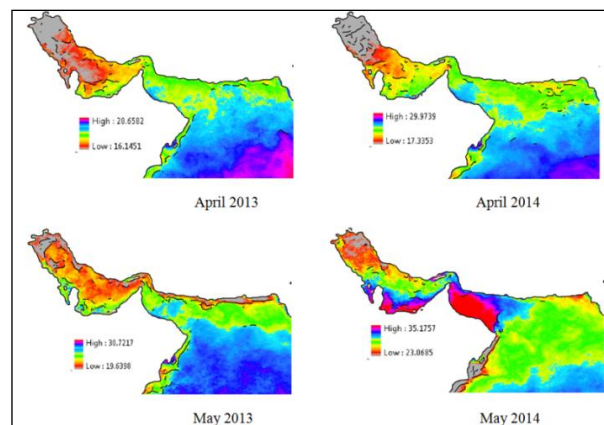 High : 28.6582
Low : 16.1451
April 2013
High : 29.9739
Low : 17.3353
April 2014
High : 30.7217
Low : 19.6398
May 2013
High : 35.1757
Low : 23.0685
May 2014